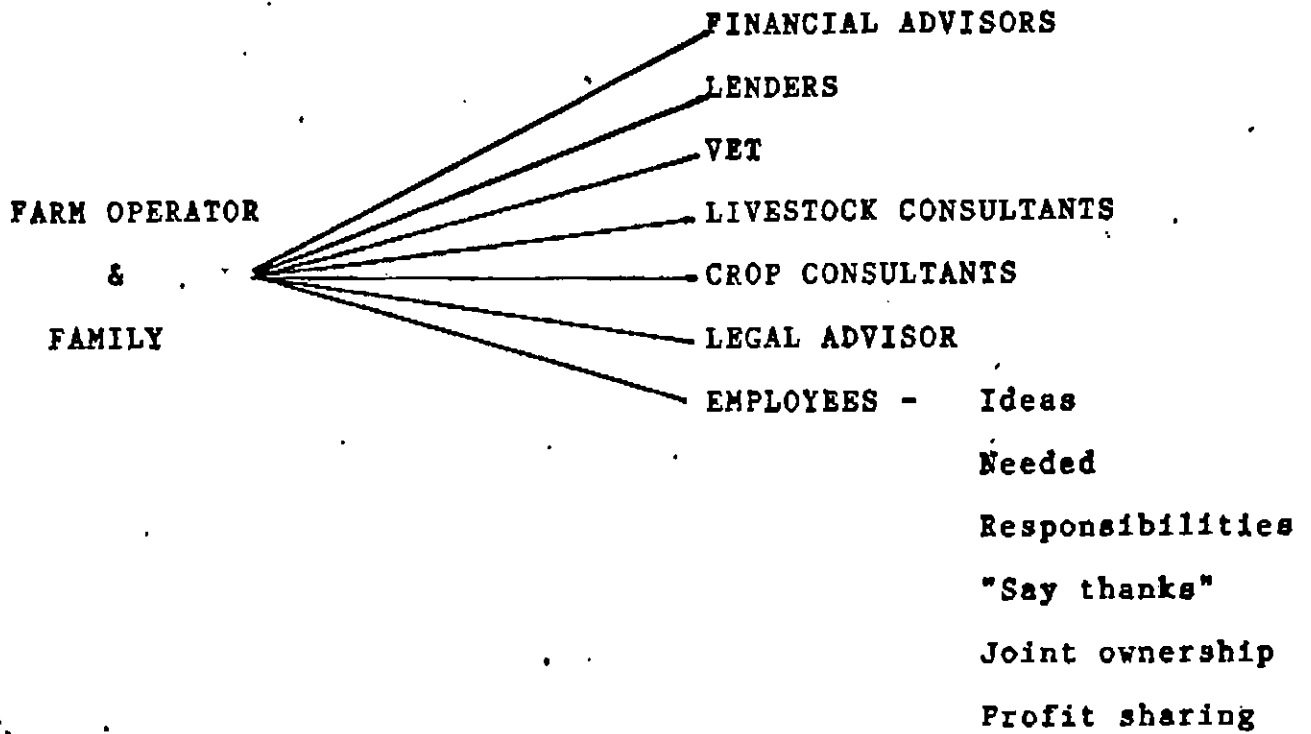 FINANCIAL ADVISORS
LENDERS
VET
FARM OPERATOR
&
FAMILY
LIVESTOCK CONSULTANTS
CROP CONSULTANTS
LEGAL ADVISOR
EMPLOYEES - Ideas
Needed
Responsibilities
"Say thanks"
Joint ownership
Profit sharing